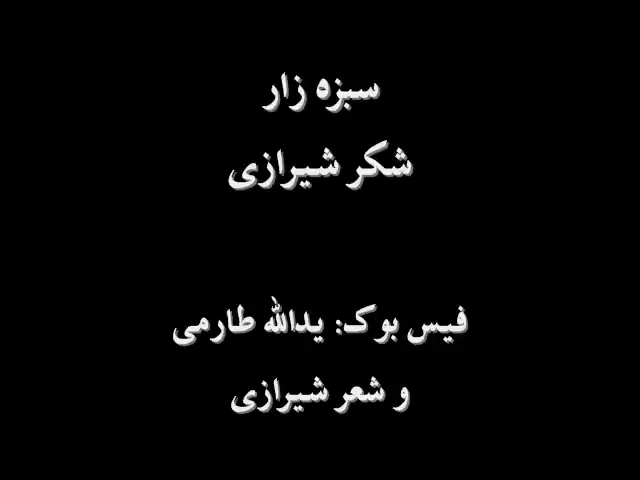 سبزه زار
شکر شیرازی
فیس بوک: یدالله طارمی
و شعر شیرازی